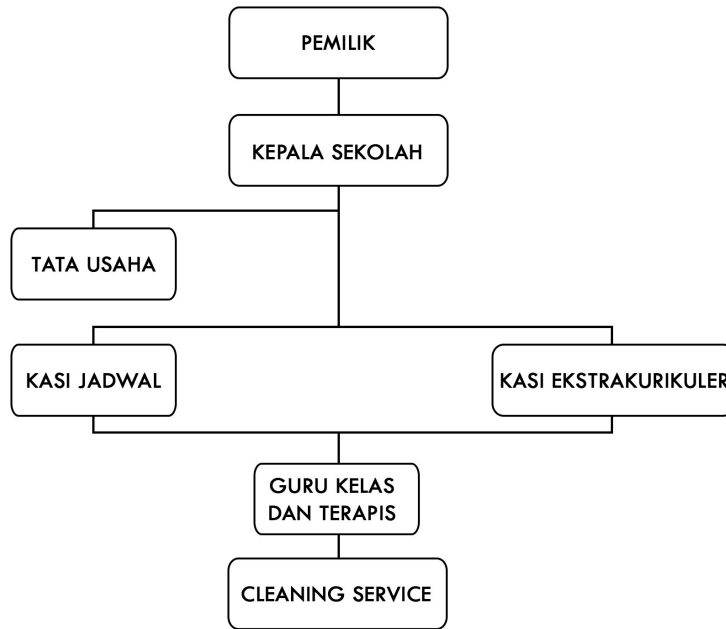 PEMILIK
KEPALA SEKOLAH
TATA USAHA
KASI JADWAL
KASI EKSTRAKURIKULER
GURU KELAS
DAN TERAPIS
CLEANING SERVICE